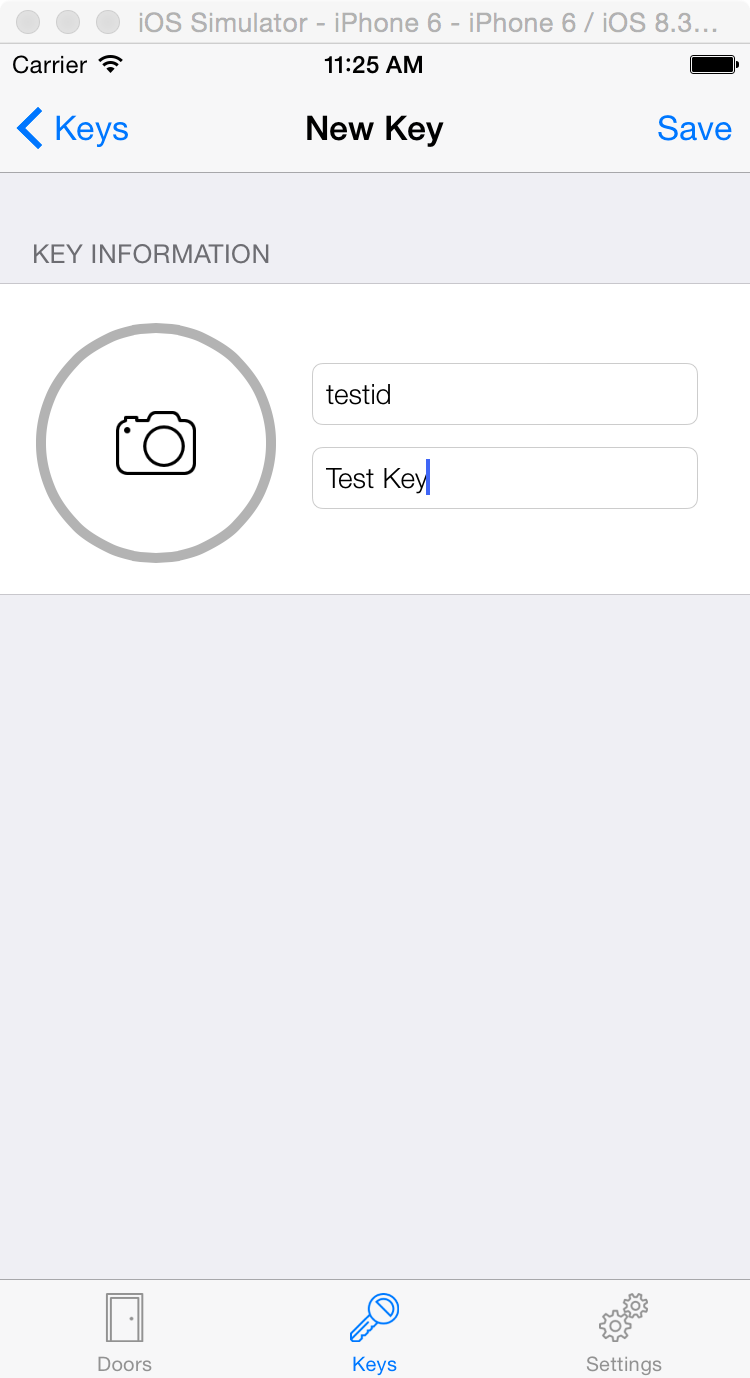 iOS Simulator - iPhone 6 - iPhone 6 / iOS 8.3...
Carrier 11:25 AM
Keys New Key Save
KEY INFORMATION
testid
Test Key
Doors Keys Settings